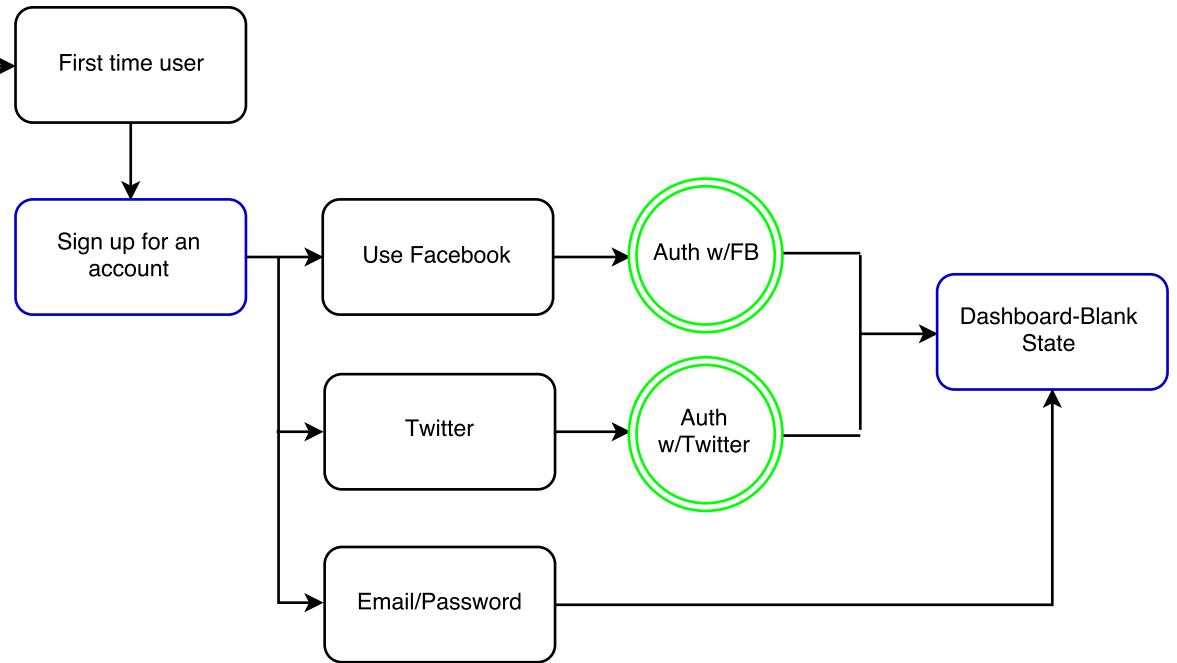 First time user
Sign up for an
account
Use Facebook
Auth w/FB
Dashboard-Blank
State
Twitter
Auth
w/Twitter
Email/Password